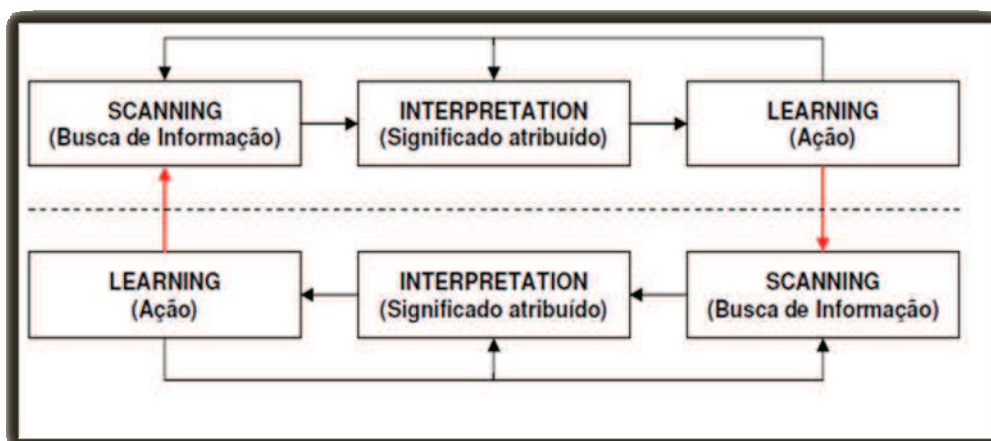 SCANNING
(Busca de Informação)
INTERPRETATION
(Significado atribuído)
LEARNING
(Ação)
LEARNING
(Ação)
INTERPRETATION
(Significado atribuído)
SCANNING
(Busca de Informação)